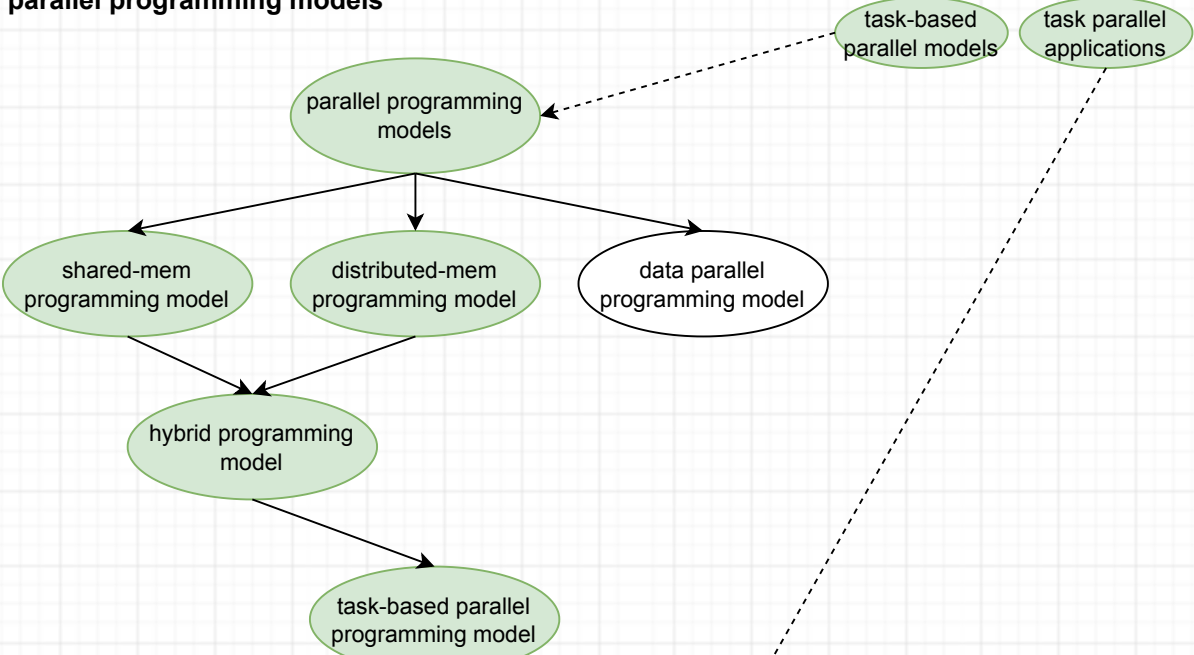 parallel programming models
task-based
parallel models
task parallel
applications
parallel programming
models
shared-mem
programming model
distributed-mem
programming model
data parallel
programming model
hybrid programming
model
task-based parallel
programming model